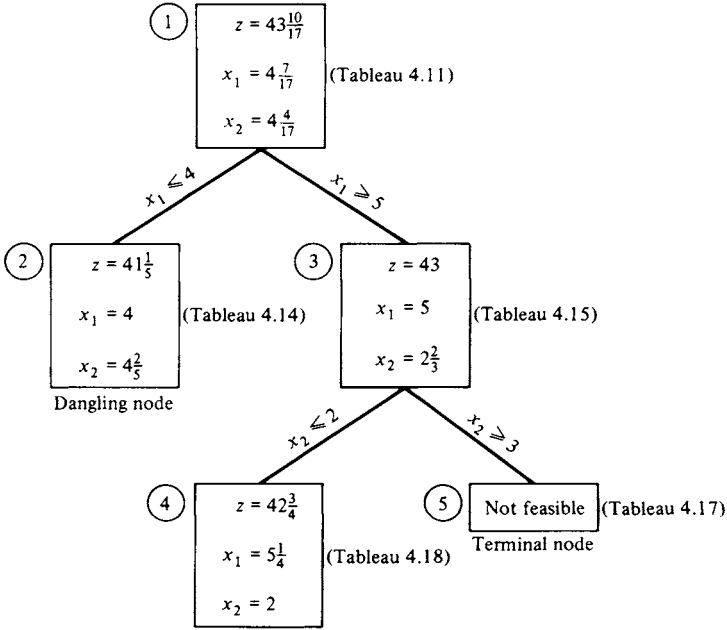 1
z = 43 10/17
x₁ = 4 7/17
x₂ = 4 4/17
(Tableau 4.11)
x₁ ⩽ 4
x₁ ⩾ 5
2
z = 41 1/5
x₁ = 4
x₂ = 4 2/5
(Tableau 4.14)
Dangling node
3
z = 43
x₁ = 5
x₂ = 2 2/3
(Tableau 4.15)
x₂ ⩽ 2
x₂ ⩾ 3
4
z = 42 3/4
x₁ = 5 1/4
x₂ = 2
(Tableau 4.18)
5
Not feasible
(Tableau 4.17)
Terminal node